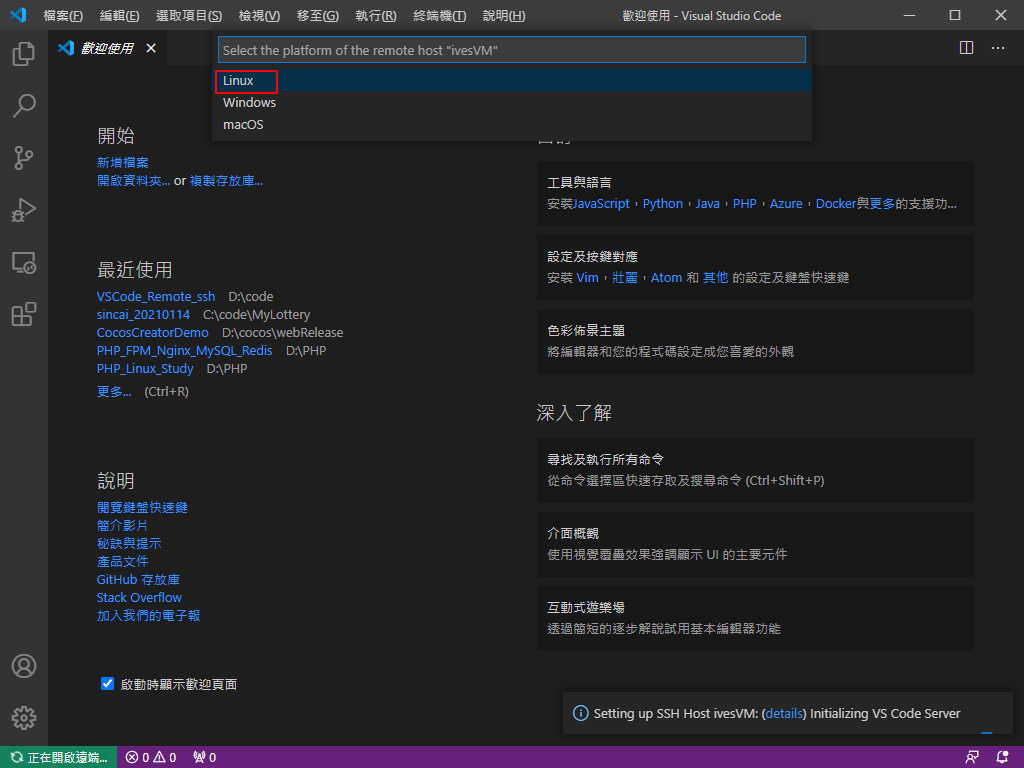 檔案(F) 編輯(E) 選取項目(S) 檢視(V) 移至(G) 執行(R) 終端機(T) 說明(H) 歡迎使用 - Visual Studio Code
歡迎使用
Select the platform of the remote host "ivesVM"
Linux
Windows
macOS
開始
新增檔案
開啟資料夾... or 複製存放庫...
最近使用
VSCode_Remote_ssh D:\code
sincai_20210114 C:\code\MyLottery
CocosCreatorDemo D:\cocos\webRelease
PHP_FPM_Nginx_MySQL_Redis D:\PHP
PHP_Linux_Study D:\PHP
更多... (Ctrl+R)
說明
閱覽鍵盤快速鍵
簡介影片
秘訣與提示
產品文件
GitHub 存放庫
Stack Overflow
加入我們的電子報
啟動時顯示歡迎頁面
工具與語言
安裝JavaScript，Python，Java，PHP，Azure，Docker與更多的支援功...
設定及按鍵對應
安裝 Vim，壯麗，Atom 和 其他 的設定及鍵盤快速鍵
色彩佈景主題
將編輯器和您的程式碼設定成您喜愛的外觀
深入了解
尋找及執行所有命令
從命令選擇區快速存取及搜尋命令 (Ctrl+Shift+P)
介面概觀
使用視覺覆疊效果強調顯示 UI 的主要元件
互動式遊樂場
透過簡短的逐步解說試用基本編輯器功能
Setting up SSH Host ivesVM: (details) Initializing VS Code Server
正在開啟遠端... 0 0 0